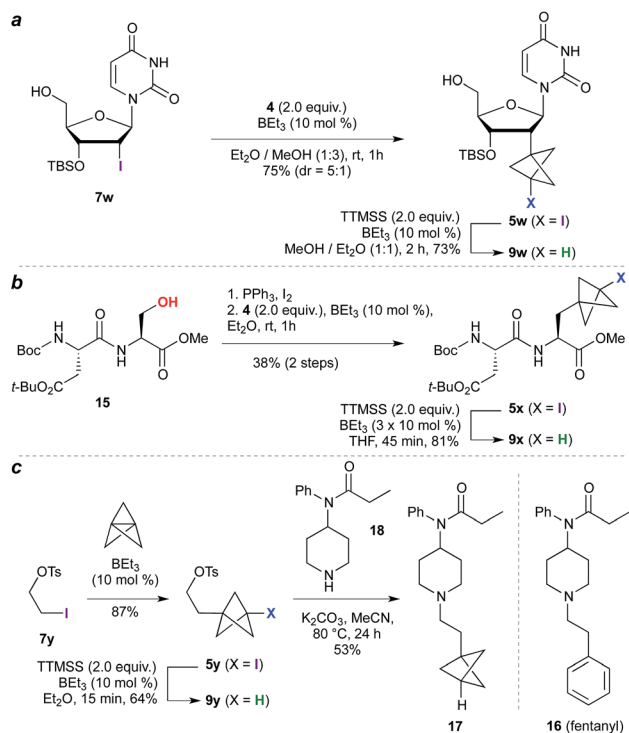 a
O
NH
N
O
HO
O
TBSO
I
7w
4 (2.0 equiv.)
BEt3 (10 mol %)
Et2O / MeOH (1:3), rt, 1h
75% (dr = 5:1)
O
NH
N
O
HO
O
TBSO
X
TTMSS (2.0 equiv.)
BEt3 (10 mol %)
MeOH / Et2O (1:1), 2 h, 73%
5w (X = I)
9w (X = H)
b
OH
O
H
N
Boc
N
H
OMe
O
t-BuO2C
15
1. PPh3, I2
2. 4 (2.0 equiv.), BEt3 (10 mol %),
Et2O, rt, 1h
38% (2 steps)
X
O
H
N
Boc
N
H
OMe
O
t-BuO2C
TTMSS (2.0 equiv.)
BEt3 (3 x 10 mol %)
THF, 45 min, 81%
5x (X = I)
9x (X = H)
c
OTs
I
7y
BEt3
(10 mol %)
87%
OTs
X
TTMSS (2.0 equiv.)
BEt3 (10 mol %)
Et2O, 15 min, 64%
5y (X = I)
9y (X = H)
O
Ph
N
18
N
H
K2CO3, MeCN,
80 °C, 24 h
53%
O
Ph
N
N
H
17
O
Ph
N
N
16 (fentanyl)